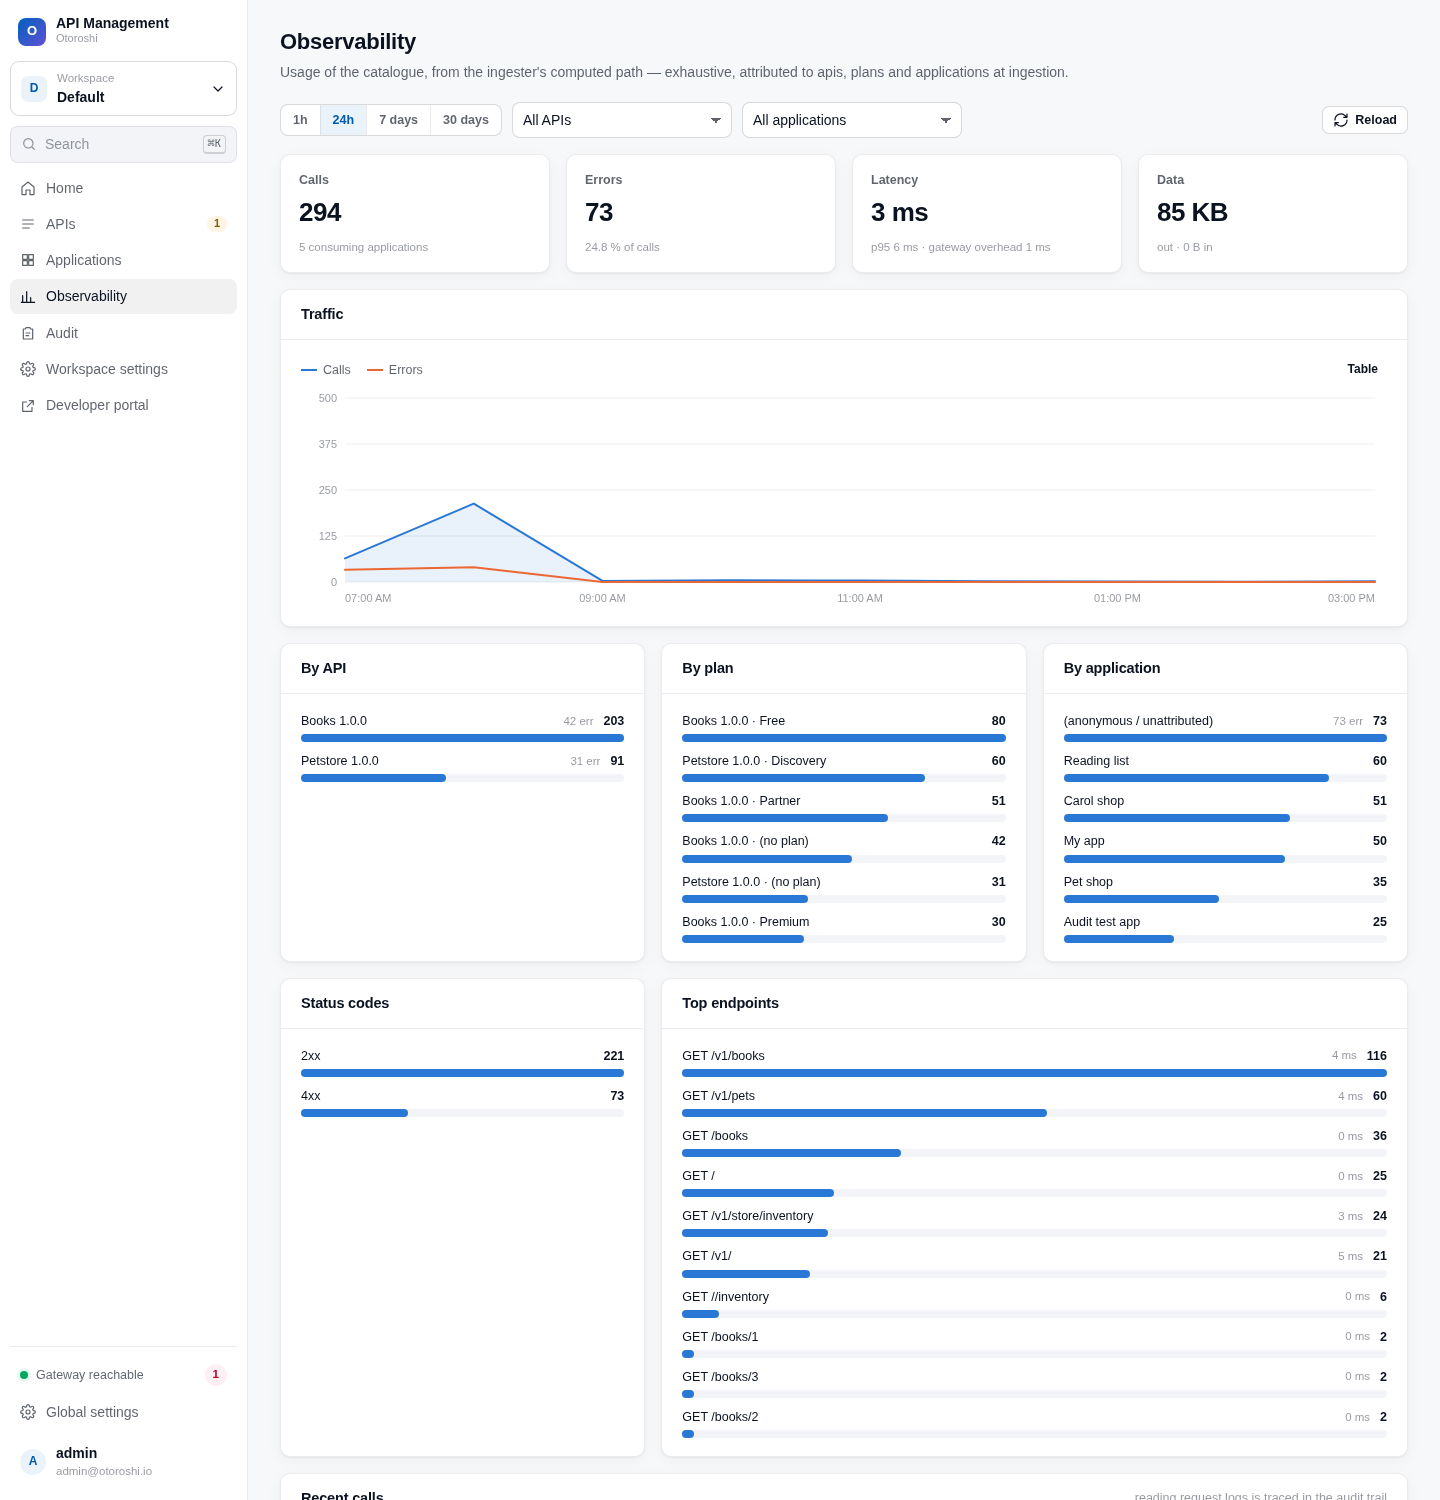 O
API Management
Otoroshi
D
Workspace
Default
Search
⌘K
Home
APIs
1
Applications
Observability
Audit
Workspace settings
Developer portal
Gateway reachable
1
Global settings
A
admin
admin@otoroshi.io
Observability
Usage of the catalogue, from the ingester's computed path — exhaustive, attributed to apis, plans and applications at ingestion.
1h 24h 7 days 30 days
All APIs
All applications
Reload
Calls
294
5 consuming applications
Errors
73
24.8 % of calls
Latency
3 ms
p95 6 ms · gateway overhead 1 ms
Data
85 KB
out · 0 B in
Traffic
Calls Errors
Table
500
375
250
125
0
07:00 AM 09:00 AM 11:00 AM 01:00 PM 03:00 PM
By API
Books 1.0.0 42 err 203
Petstore 1.0.0 31 err 91
By plan
Books 1.0.0 · Free 80
Petstore 1.0.0 · Discovery 60
Books 1.0.0 · Partner 51
Books 1.0.0 · (no plan) 42
Petstore 1.0.0 · (no plan) 31
Books 1.0.0 · Premium 30
By application
(anonymous / unattributed) 73 err 73
Reading list 60
Carol shop 51
My app 50
Pet shop 35
Audit test app 25
Status codes
2xx 221
4xx 73
Top endpoints
GET /v1/books 4 ms 116
GET /v1/pets 4 ms 60
GET /books 0 ms 36
GET / 0 ms 25
GET /v1/store/inventory 3 ms 24
GET /v1/ 5 ms 21
GET //inventory 0 ms 6
GET /books/1 0 ms 2
GET /books/3 0 ms 2
GET /books/2 0 ms 2
Recent calls
reading request logs is traced in the audit trail